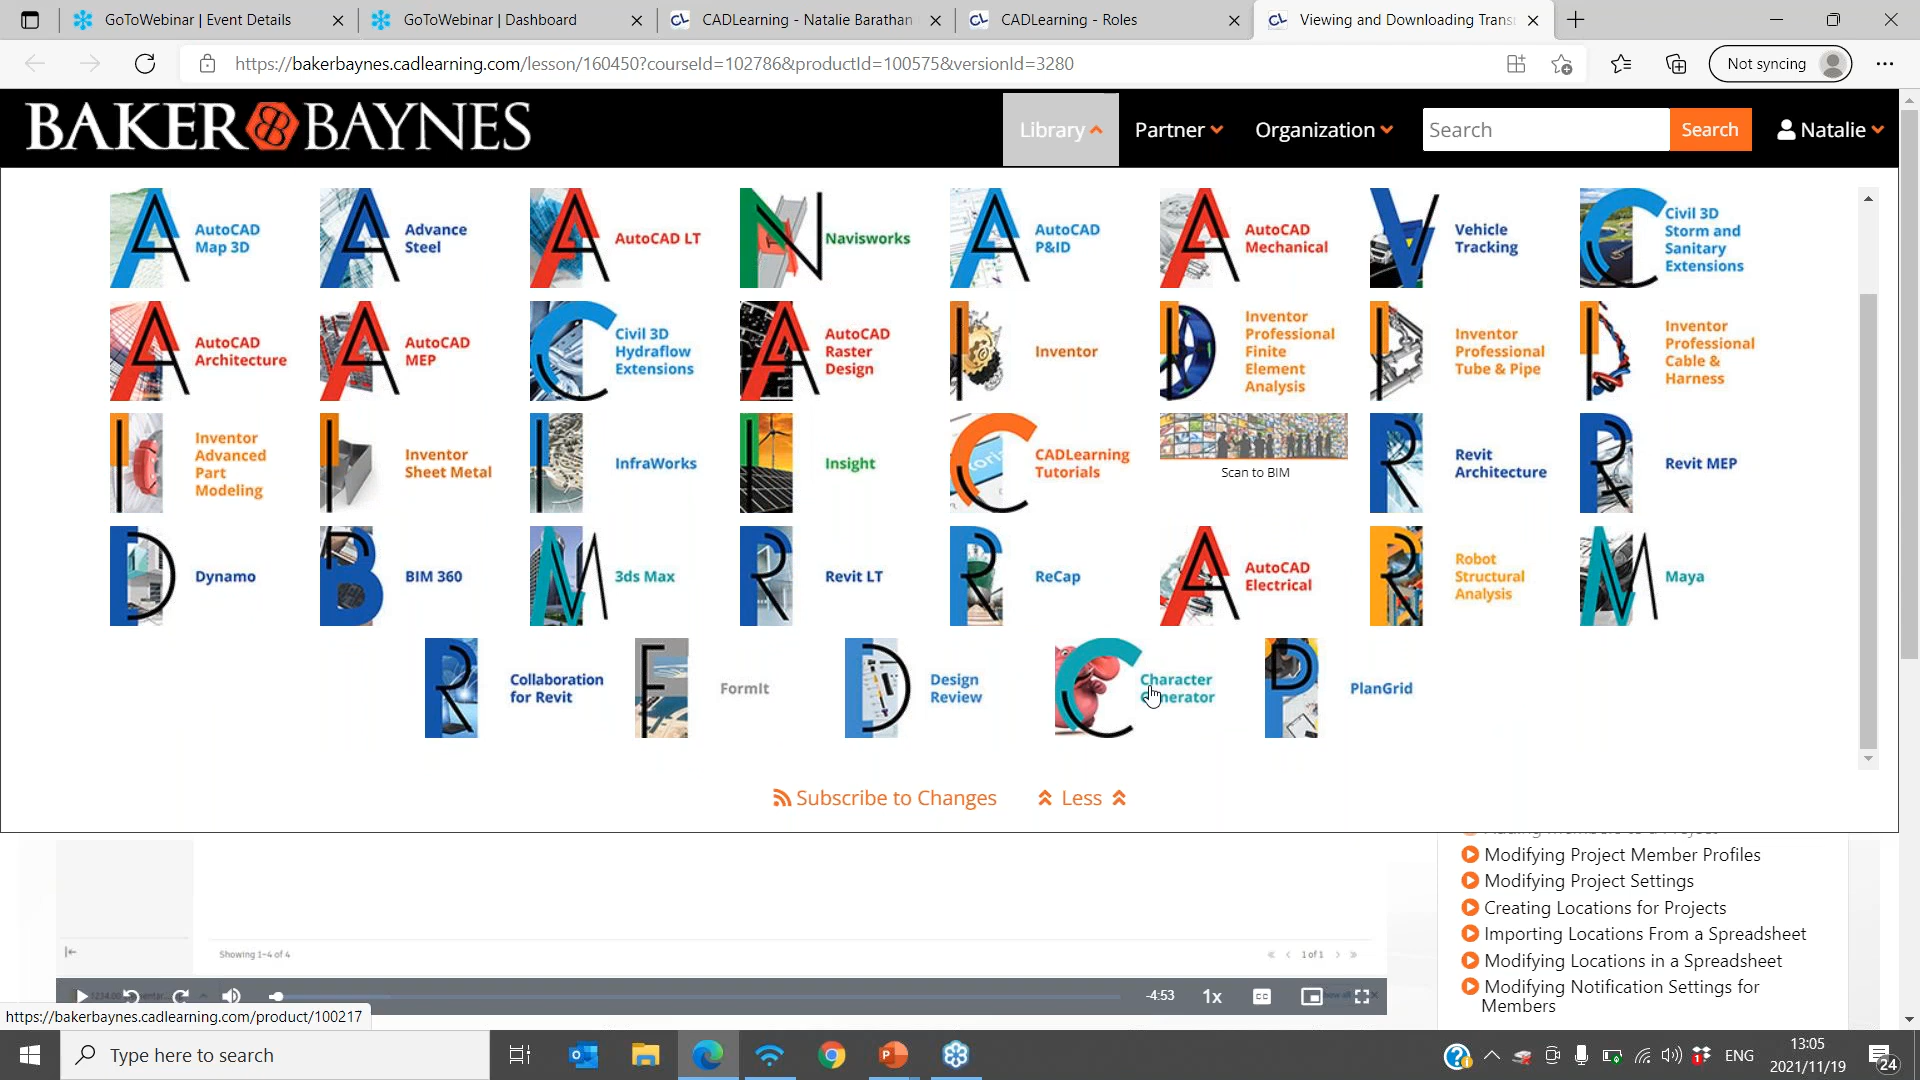 GoToWebinar | Event Details
GoToWebinar | Dashboard
CADLearning - Natalie Barathan
CADLearning - Roles
Viewing and Downloading Trans
https://bakerbaynes.cadlearning.com/lesson/160450?courseId=102786&productId=100575&versionId=3280
Not syncing
BAKER BAYNES
Library
Partner
Organization
Search
Search
Natalie
AutoCAD
Map 3D
Advance
Steel
AutoCAD LT
Navisworks
AutoCAD
P&ID
AutoCAD
Mechanical
Vehicle
Tracking
Civil 3D
Storm and
Sanitary
Extensions
AutoCAD
Architecture
AutoCAD
MEP
Civil 3D
Hydraflow
Extensions
AutoCAD
Raster
Design
Inventor
Inventor
Professional
Finite
Element
Analysis
Inventor
Professional
Tube & Pipe
Inventor
Professional
Cable &
Harness
Inventor
Advanced
Part
Modeling
Inventor
Sheet Metal
InfraWorks
Insight
CADLearning
Tutorials
Scan to BIM
Revit
Architecture
Revit MEP
Dynamo
BIM 360
3ds Max
Revit LT
ReCap
AutoCAD
Electrical
Robot
Structural
Analysis
Maya
Collaboration
for Revit
FormIt
Design
Review
Character
PlanGrid
Subscribe to Changes
Less
Modifying Project Member Profiles
Modifying Project Settings
Creating Locations for Projects
Importing Locations From a Spreadsheet
Modifying Locations in a Spreadsheet
Modifying Notification Settings for
Members
Showing 1-4 of 4
1 of 1
-4:53
1x
CC
https://bakerbaynes.cadlearning.com/product/100217
Type here to search
ENG
13:05
2021/11/19
24